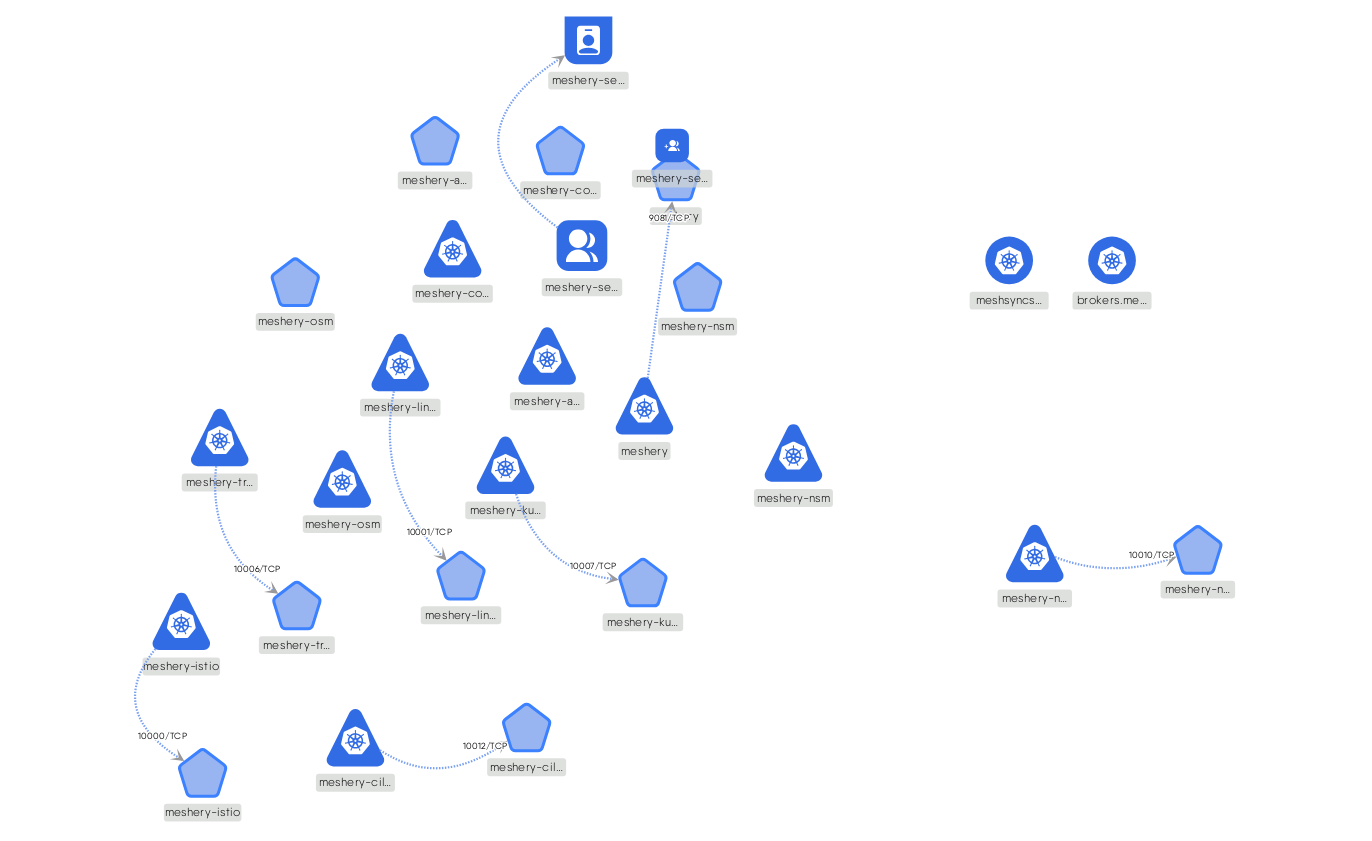 meshery-se...
meshery-a...
meshery-co...
meshery-se...
9081/TCP
meshery-co...
meshery-se...
meshsyncs...
brokers.me...
meshery-osm
meshery-nsm
meshery-lin...
meshery-a...
meshery
meshery-tr...
meshery-osm
meshery-ku...
meshery-nsm
10001/TCP
10006/TCP
10007/TCP
10010/TCP
meshery-n...
meshery-n...
meshery-lin...
meshery-ku...
meshery-tr...
meshery-istio
10000/TCP
10012/TCP
meshery-cil...
meshery-cil...
meshery-istio